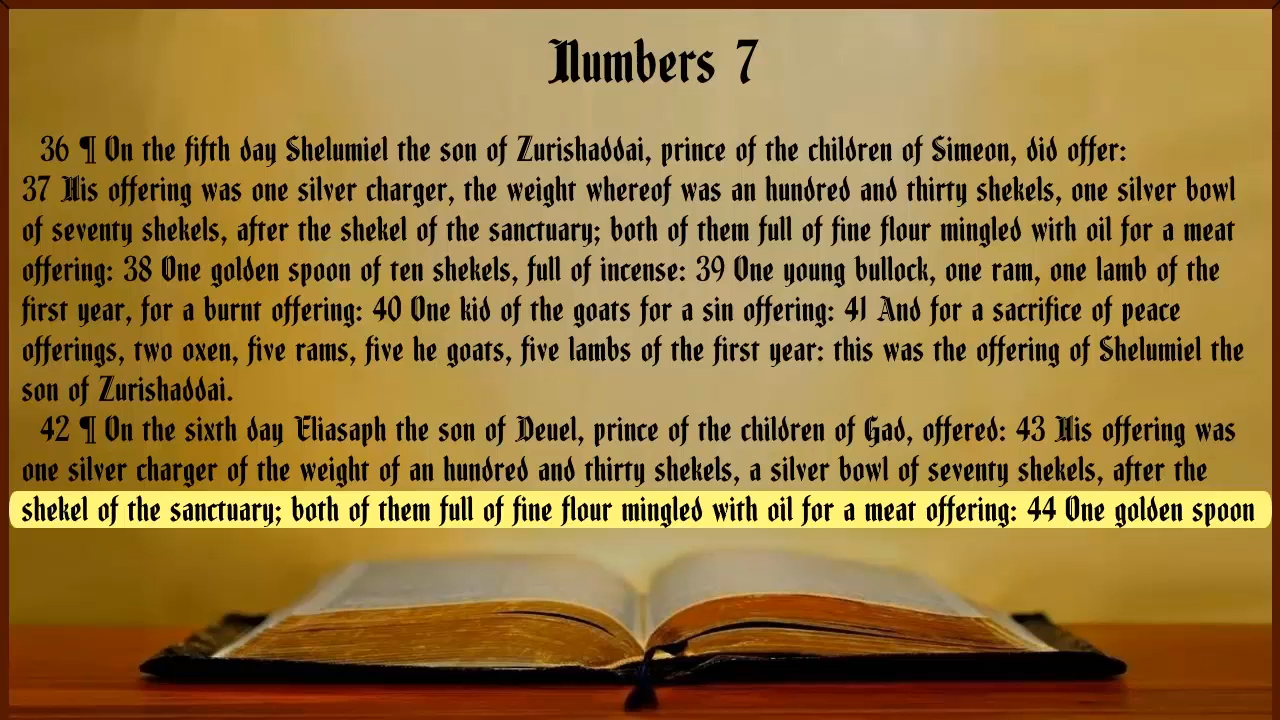 Numbers 7
36 ¶ On the fifth day Shelumiel the son of Zurishaddai, prince of the children of Simeon, did offer:
37 His offering was one silver charger, the weight whereof was an hundred and thirty shekels, one silver bowl
of seventy shekels, after the shekel of the sanctuary; both of them full of fine flour mingled with oil for a meat
offering: 38 One golden spoon of ten shekels, full of incense: 39 One young bullock, one ram, one lamb of the
first year, for a burnt offering: 40 One kid of the goats for a sin offering: 41 And for a sacrifice of peace
offerings, two oxen, five rams, five he goats, five lambs of the first year: this was the offering of Shelumiel the
son of Zurishaddai.
42 ¶ On the sixth day Eliasaph the son of Deuel, prince of the children of Gad, offered: 43 His offering was
one silver charger of the weight of an hundred and thirty shekels, a silver bowl of seventy shekels, after the
shekel of the sanctuary; both of them full of fine flour mingled with oil for a meat offering: 44 One golden spoon